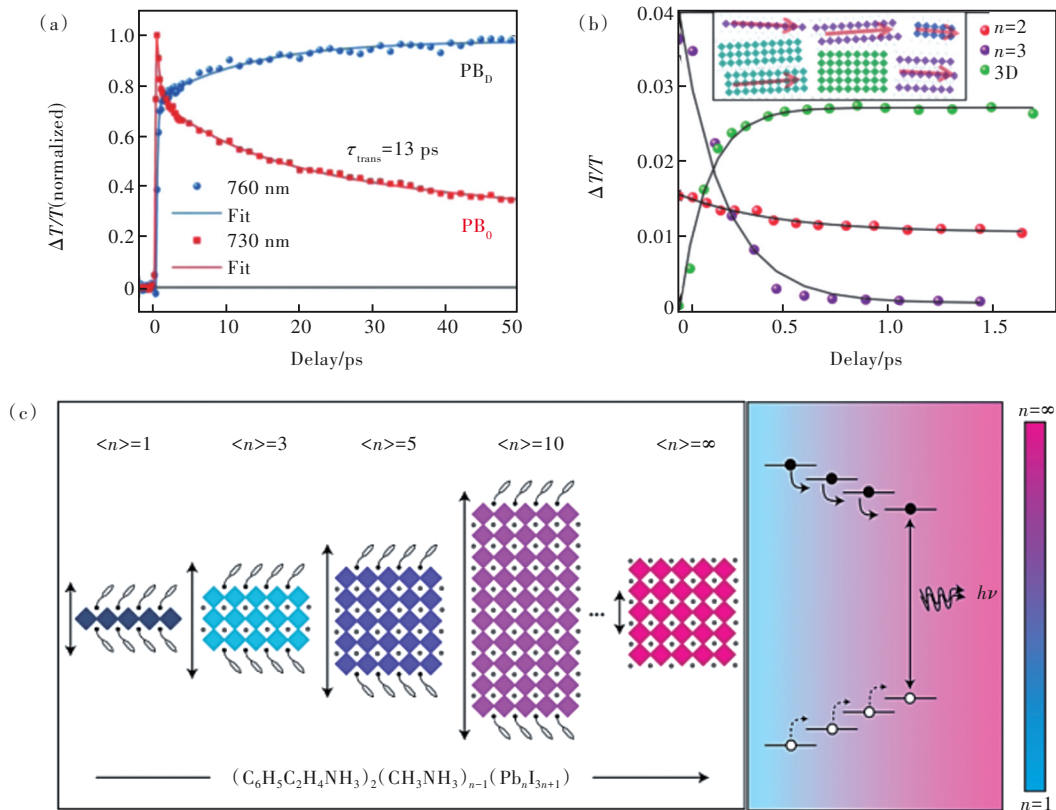 (a)
ΔT/T(normalized)
1.0
0.8
0.6
0.4
0.2
0
PB_D
τ_trans=13 ps
PB_0
760 nm
Fit
730 nm
Fit
0 10 20 30 40 50
Delay/ps
(b)
ΔT/T
0.04
0.03
0.02
0.01
0
n=2
n=3
3D
0 0.5 1.0 1.5
Delay/ps
(c)
<n>=1 <n>=3 <n>=5 <n>=10 <n>=∞
...
(C₆H₅C₂H₄NH₃)₂(CH₃NH₃)ₙ₋₁(PbₙI₃ₙ₊₁)
hν
n=∞
n=1